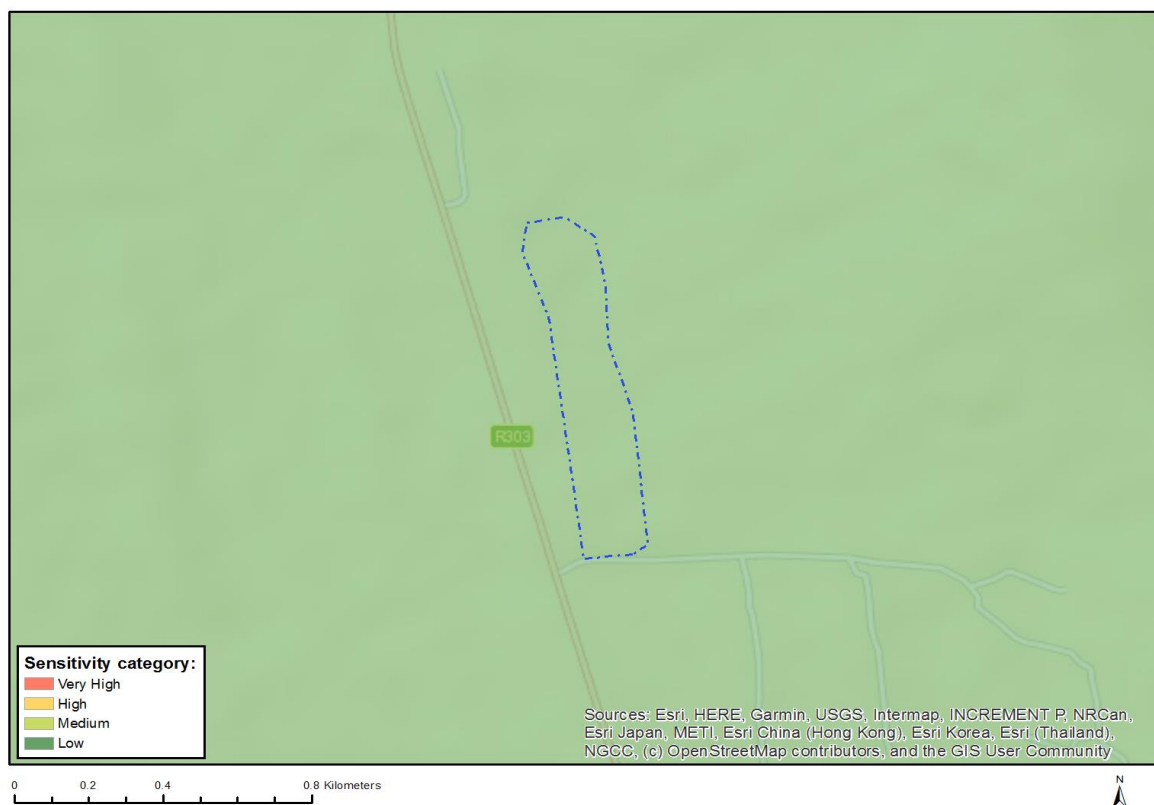 R303
Sensitivity category:
Very High
High
Medium
Low
Sources: Esri, HERE, Garmin, USGS, Intermap, INCREMENT P, NRCan,
Esri Japan, METI, Esri China (Hong Kong), Esri Korea, Esri (Thailand),
NGCC, (c) OpenStreetMap contributors, and the GIS User Community
0 0.2 0.4 0.8 Kilometers
N